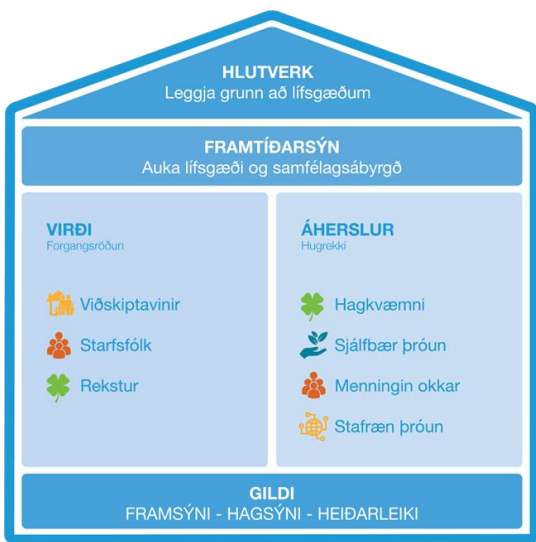 HLUTVERK
Leggja grunn að lífsgæðum
FRAMTÍÐARSÝN
Auka lífsgæði og samfélagsábyrgð
VIRÐI
Forgangsröðun
Viðskiptavinir
Starfsfólk
Rekstur
ÁHERSLUR
Hugrekki
Hagkvæmni
Sjálfbær þróun
Menningin okkar
Stafræn þróun
GILDI
FRAMSÝNI - HAGSÝNI - HEIÐARLEIKI